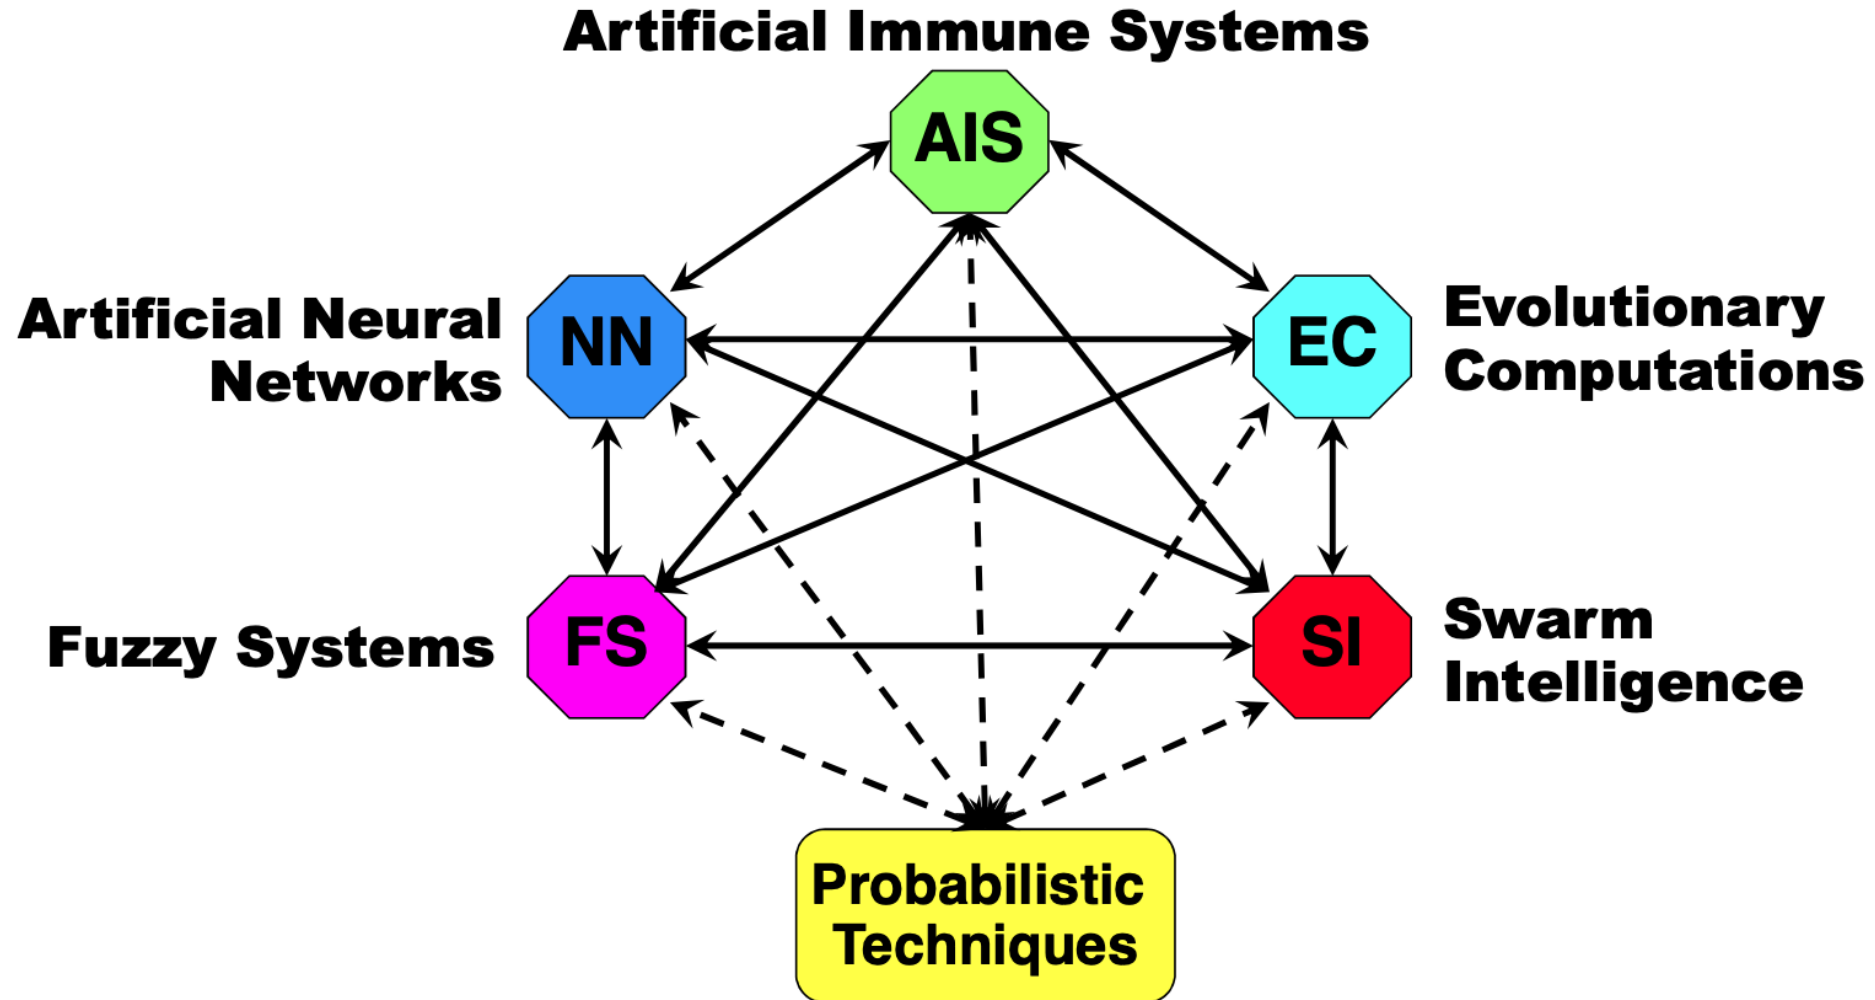 Artificial Immune Systems
AIS
Artificial Neural
Networks
NN
EC
Evolutionary
Computations
Fuzzy Systems
FS
SI
Swarm
Intelligence
Probabilistic
Techniques